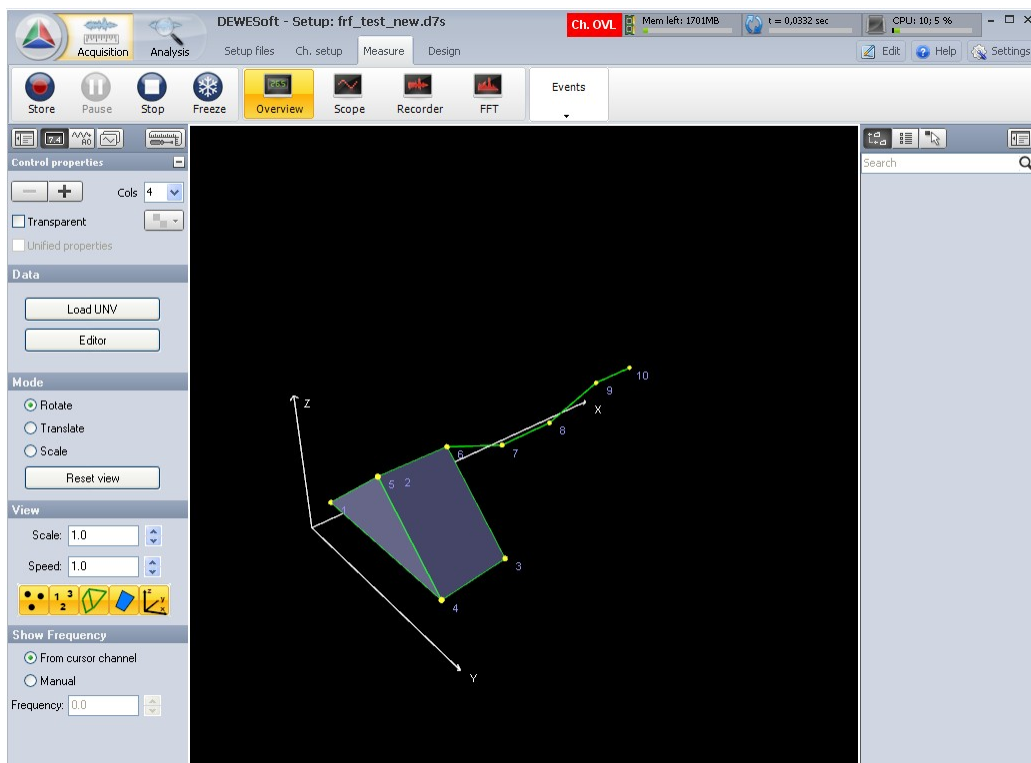 DEWESoft - Setup: frf_test_new.d7s
Ch. OVL
Mem left: 1701MB
t = 0,0332 sec
CPU: 10; 5 %
Acquisition
Analysis
Setup files
Ch. setup
Measure
Design
Edit
Help
Settings
Store
Pause
Stop
Freeze
Overview
Scope
Recorder
FFT
Events
Control properties
Cols 4
Transparent
Unified properties
Data
Load UNV
Editor
Mode
Rotate
Translate
Scale
Reset view
View
Scale: 1.0
Speed: 1.0
Show Frequency
From cursor channel
Manual
Frequency: 0.0
Search
Z
X
Y
1
5
2
6
7
8
9
10
3
4